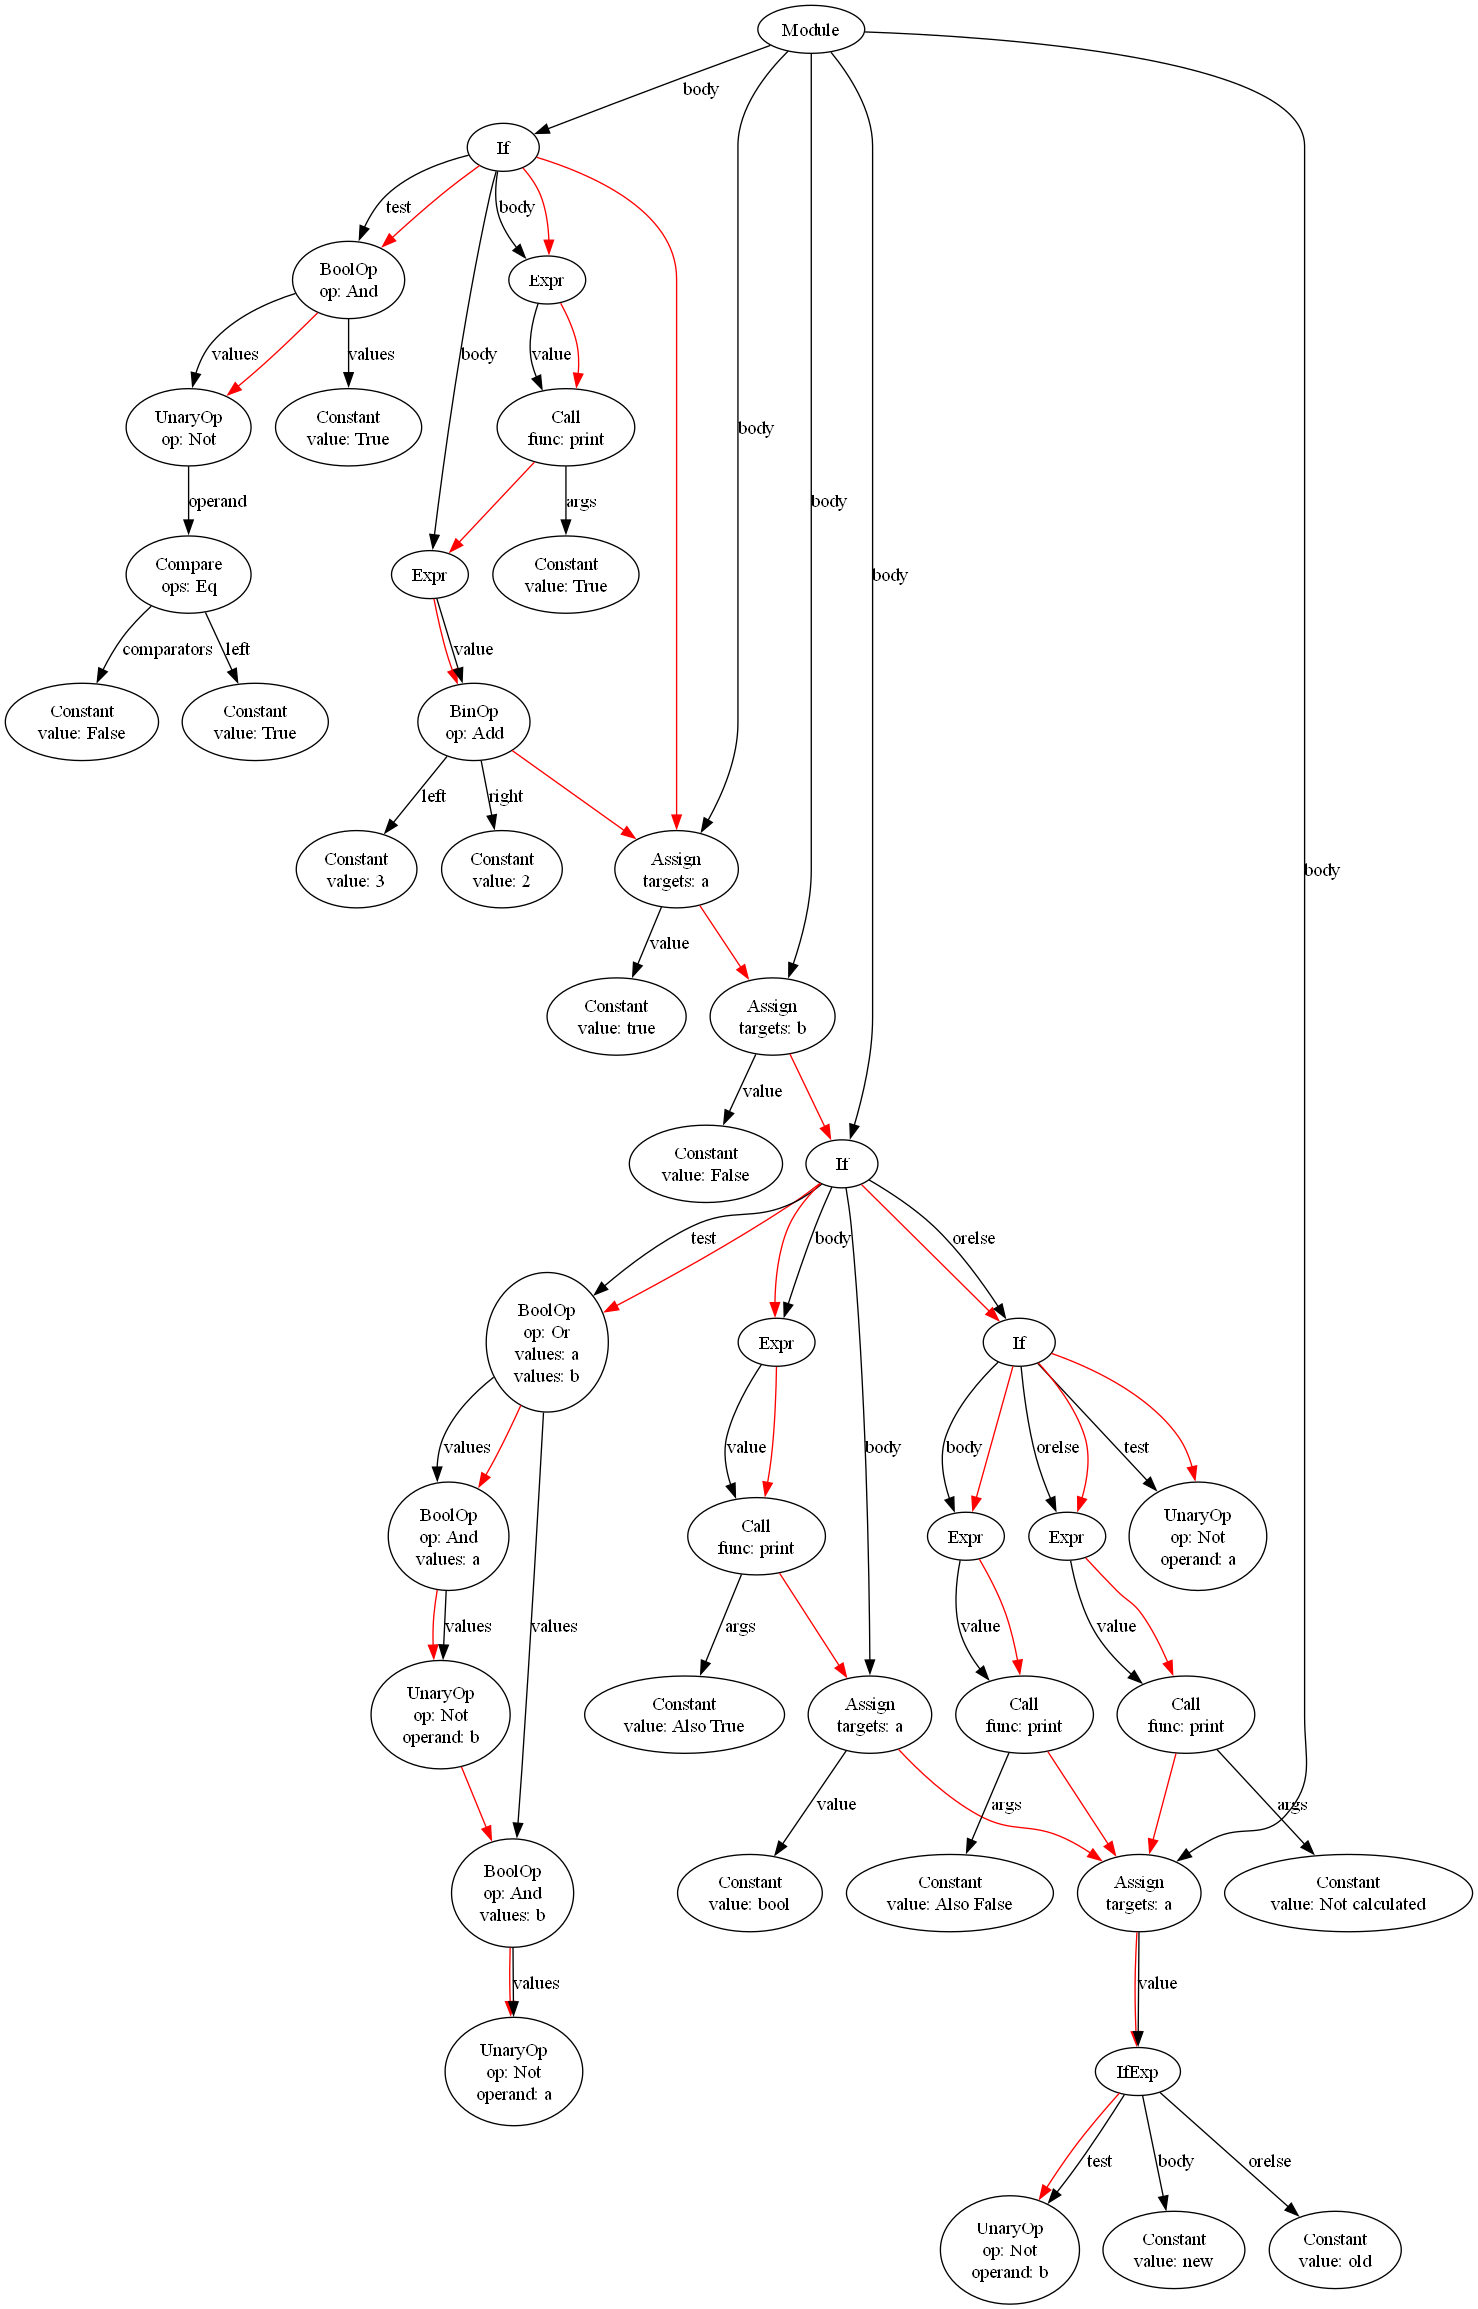 Module
body
If
test
body
BoolOp
op: And
Expr
values
values
body
value
UnaryOp
op: Not
Constant
value: True
Call
func: print
body
operand
args
body
Compare
ops: Eq
Expr
Constant
value: True
body
comparators
left
value
Constant
value: False
Constant
value: True
BinOp
op: Add
left
right
Constant
value: 3
Constant
value: 2
Assign
targets: a
body
value
Constant
value: true
Assign
targets: b
value
Constant
value: False
If
test
body
orelse
BoolOp
op: Or
values: a
values: b
Expr
If
values
value
body
body
orelse
test
BoolOp
op: And
values: a
Call
func: print
Expr
Expr
UnaryOp
op: Not
operand: a
values
values
args
value
value
UnaryOp
op: Not
operand: b
Constant
value: Also True
Assign
targets: a
Call
func: print
Call
func: print
value
args
args
BoolOp
op: And
values: b
Constant
value: bool
Constant
value: Also False
Assign
targets: a
Constant
value: Not calculated
values
value
UnaryOp
op: Not
operand: a
IfExp
test
body
orelse
UnaryOp
op: Not
operand: b
Constant
value: new
Constant
value: old